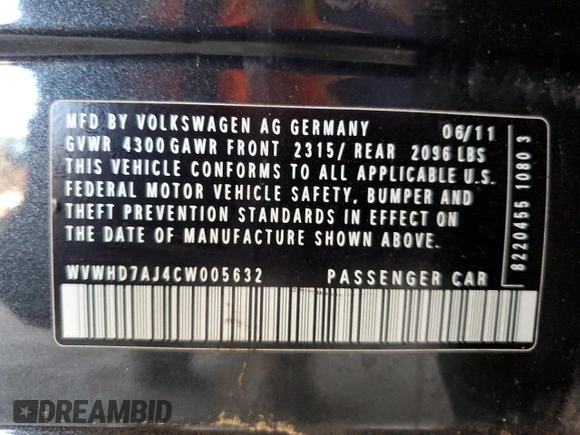 MFD BY VOLKSWAGEN AG GERMANY 06/11
GVWR 4300 GAWR FRONT 2315/ REAR 2096 LBS
THIS VEHICLE CONFORMS TO ALL APPLICABLE U.S.
FEDERAL MOTOR VEHICLE SAFETY, BUMPER AND
THEFT PREVENTION STANDARDS IN EFFECT ON
THE DATE OF MANUFACTURE SHOWN ABOVE.
WVWHD7AJ4CW005632 PASSENGER CAR
8220455 1080 3
DREAMBID